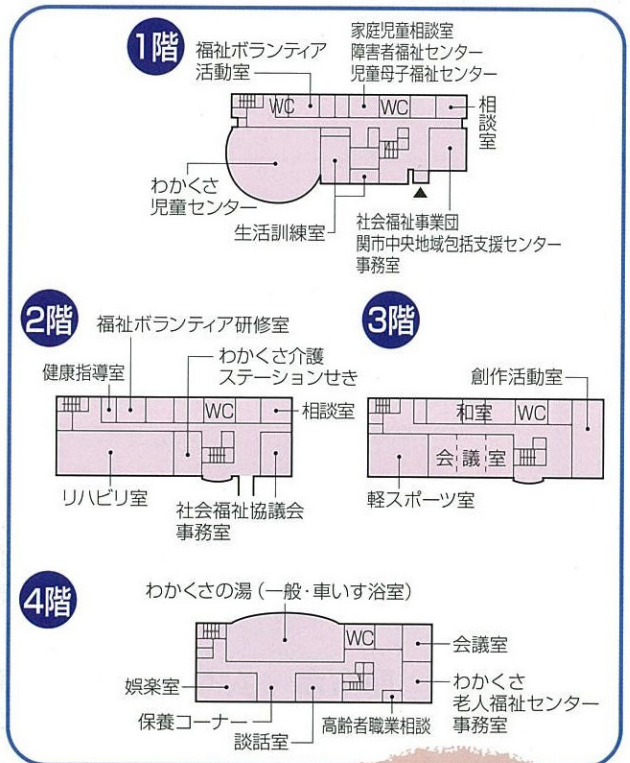 1階
福祉ボランティア
活動室
家庭児童相談室
障害者福祉センター
児童母子福祉センター
WC
WC
相談室
わかくさ
児童センター
生活訓練室
社会福祉事業団
関市中央地域包括支援センター
事務室
2階
福祉ボランティア研修室
わかくさ介護
ステーションせき
健康指導室
WC
相談室
リハビリ室
社会福祉協議会
事務室
3階
創作活動室
和室
WC
会議室
軽スポーツ室
4階
わかくさの湯（一般・車いす浴室）
WC
会議室
娯楽室
わかくさ
老人福祉センター
事務室
保養コーナー
談話室
高齢者職業相談